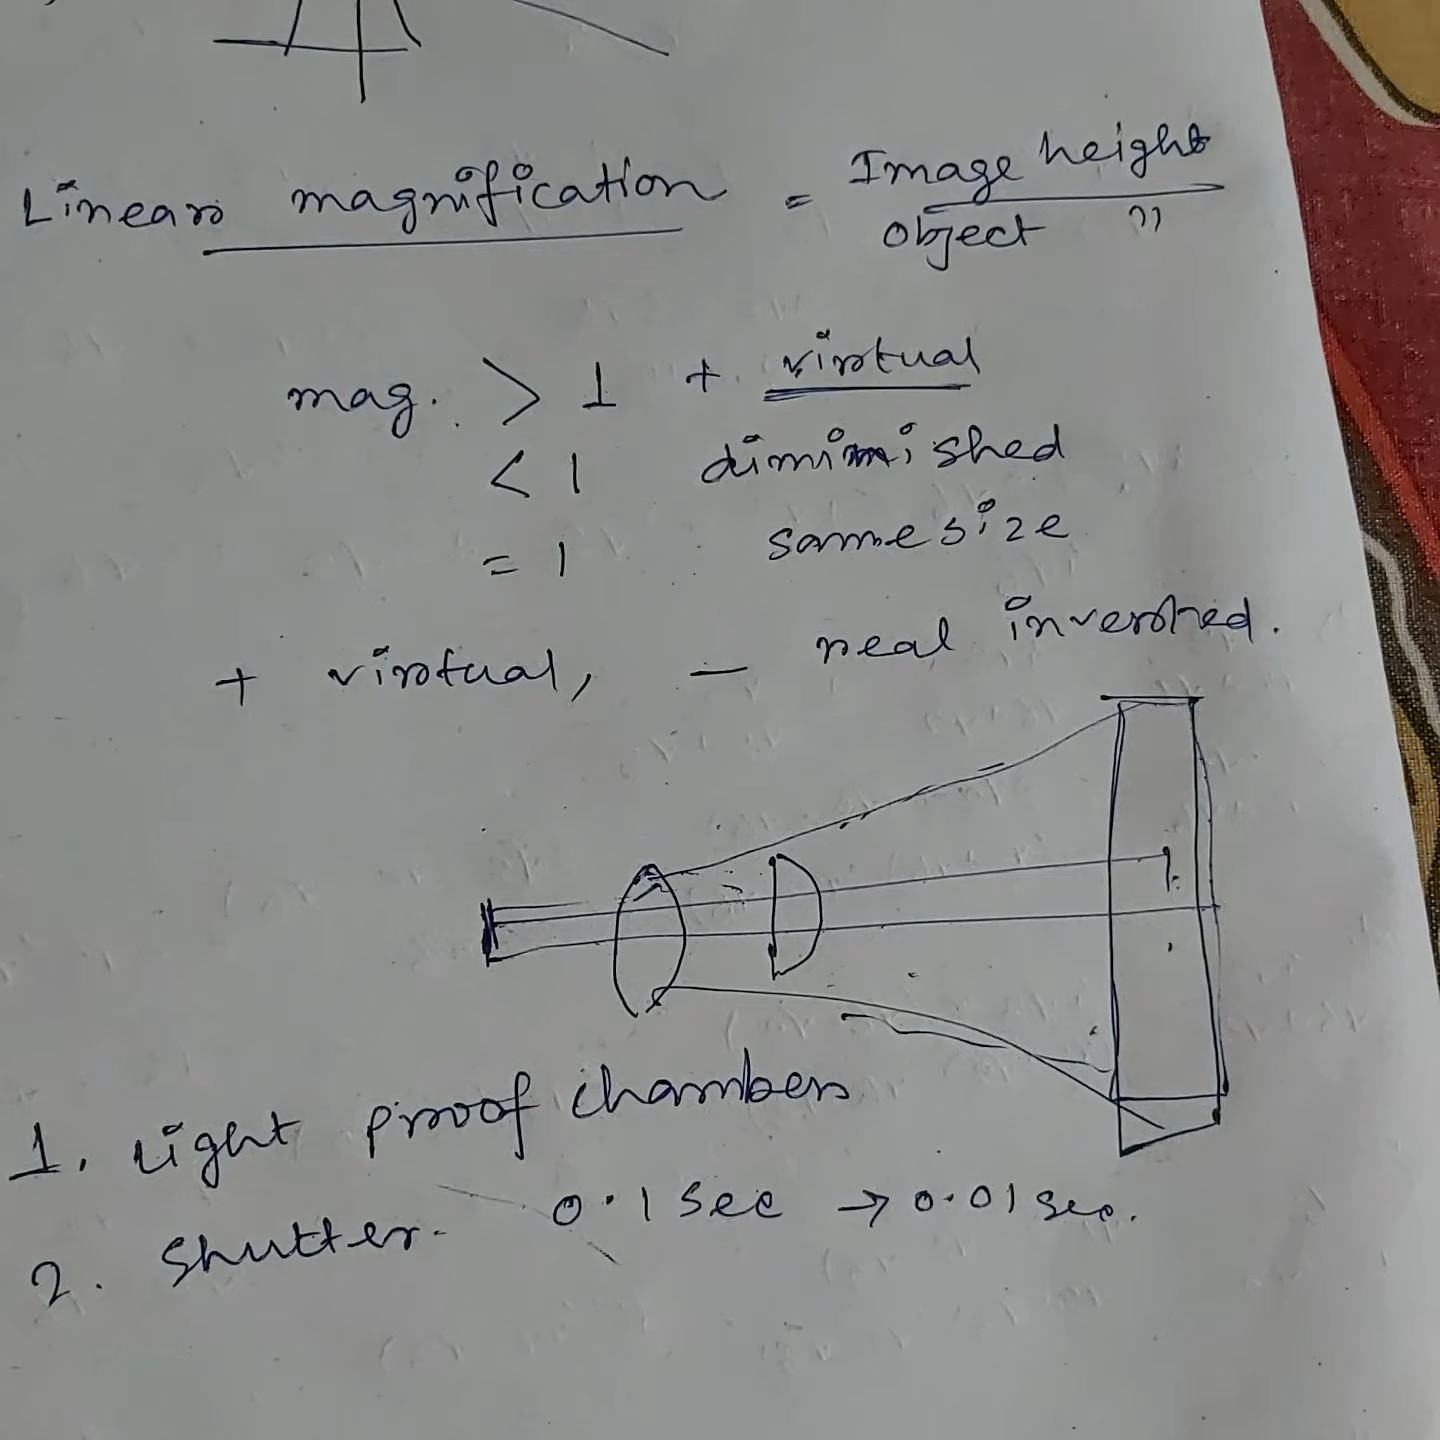 Linear magnification = Image height
object "
mag. > 1 + virtual
< 1 diminished
= 1 same size
+ virtual, - real inverted.
1. Light proof chamber
2. Shutter. 0.1 sec → 0.01 sec.